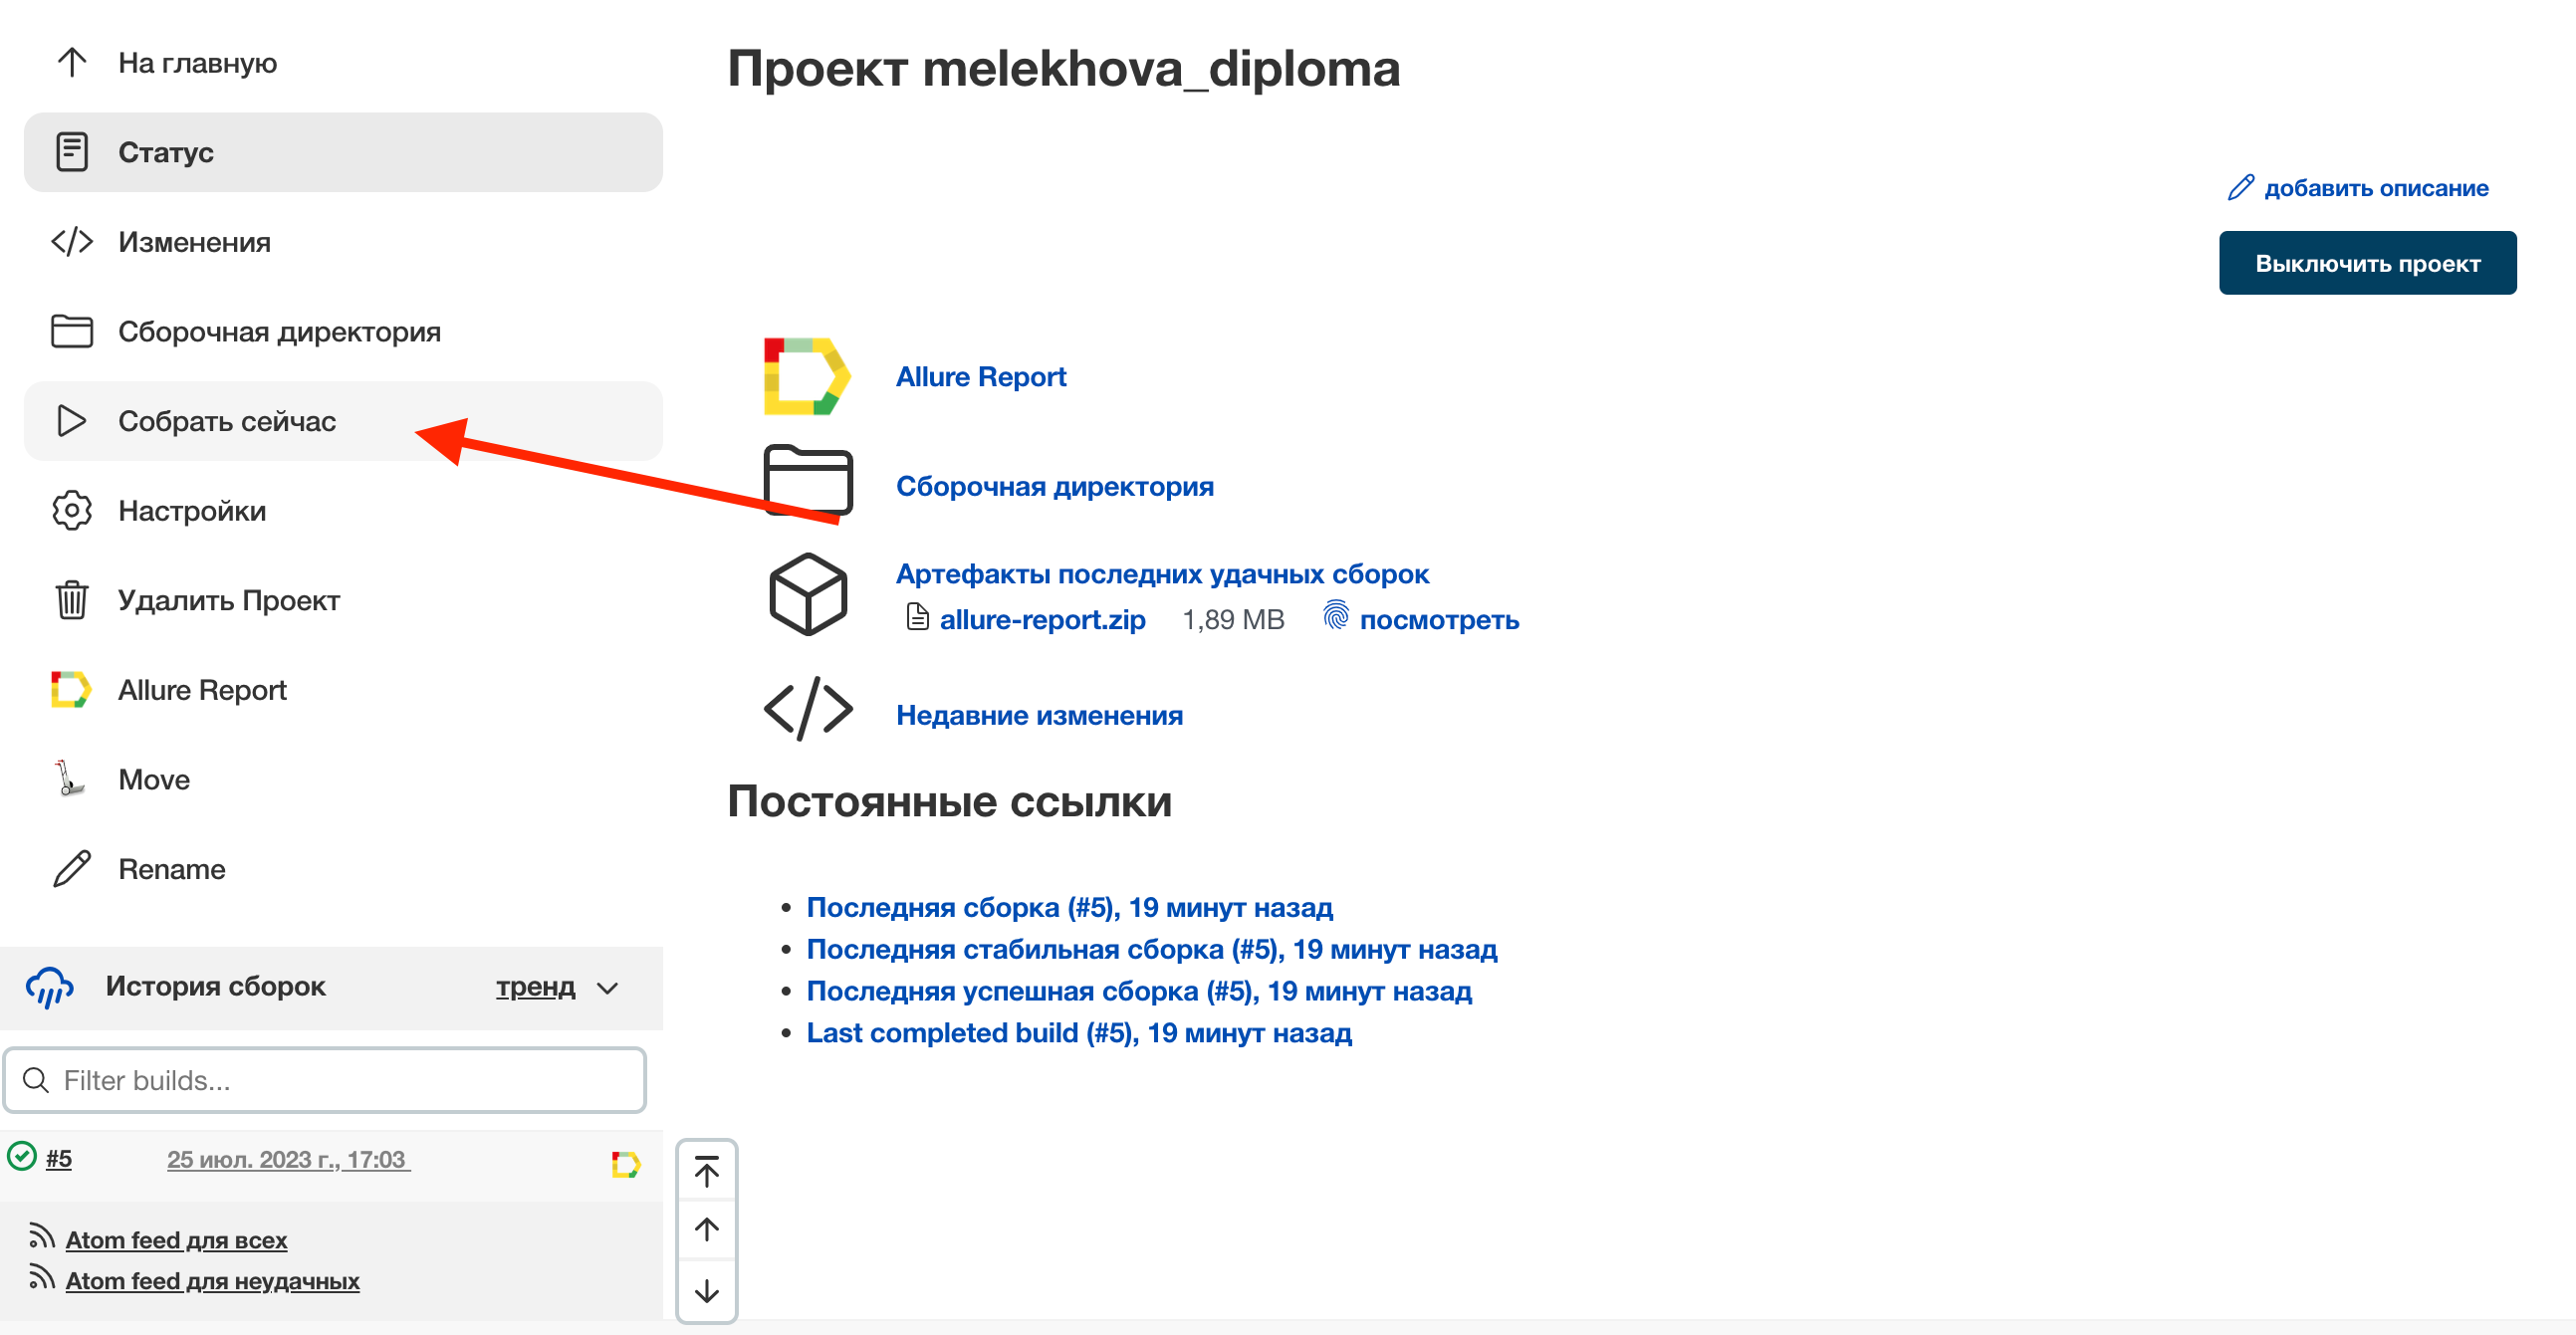 На главную
Статус
Изменения
Сборочная директория
Собрать сейчас
Настройки
Удалить Проект
Allure Report
Move
Rename
История сборок тренд
Filter builds...
#5 25 июл. 2023 г., 17:03
Atom feed для всех
Atom feed для неудачных
Проект melekhova_diploma
добавить описание
Выключить проект
Allure Report
Сборочная директория
Артефакты последних удачных сборок
allure-report.zip 1,89 MB посмотреть
Недавние изменения
Постоянные ссылки
Последняя сборка (#5), 19 минут назад
Последняя стабильная сборка (#5), 19 минут назад
Последняя успешная сборка (#5), 19 минут назад
Last completed build (#5), 19 минут назад